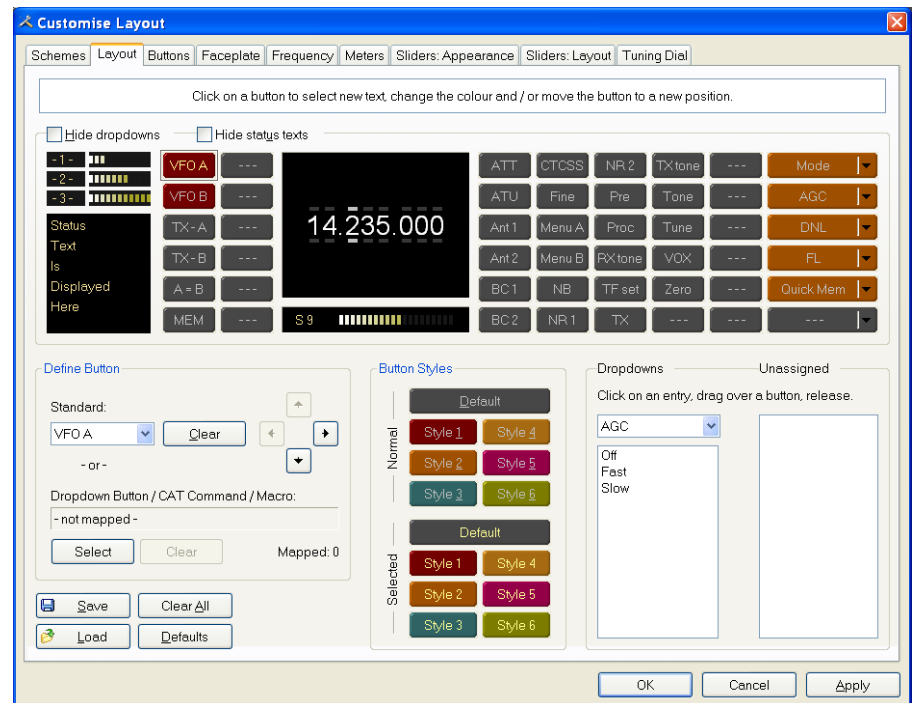 Customise Layout
Schemes Layout Buttons Faceplate Frequency Meters Sliders: Appearance Sliders: Layout Tuning Dial
Click on a button to select new text, change the colour and / or move the button to a new position.
Hide dropdowns Hide status texts
- 1 - VFO A --- ATT CTCSS NR 2 TX tone --- Mode
- 2 -
- 3 - VFO B --- ATU Fine Pre Tone --- AGC
Status TX - A --- 14.235.000 Ant 1 Menu A Proc Tune --- DNL
Text
Is TX - B --- Ant 2 Menu B RX tone VOX --- FL
Displayed A = B --- BC 1 NB TF set Zero --- Quick Mem
Here
MEM --- S 9 BC 2 NR 1 TX --- --- ---
Define Button
Standard:
VFO A Clear
- or -
Dropdown Button / CAT Command / Macro:
- not mapped -
Select Clear Mapped: 0
Save Clear All
Load Defaults
Button Styles
Normal
Default
Style 1 Style 4
Style 2 Style 5
Style 3 Style 6
Selected
Default
Style 1 Style 4
Style 2 Style 5
Style 3 Style 6
Dropdowns Unassigned
Click on an entry, drag over a button, release.
AGC
Off
Fast
Slow
OK Cancel Apply